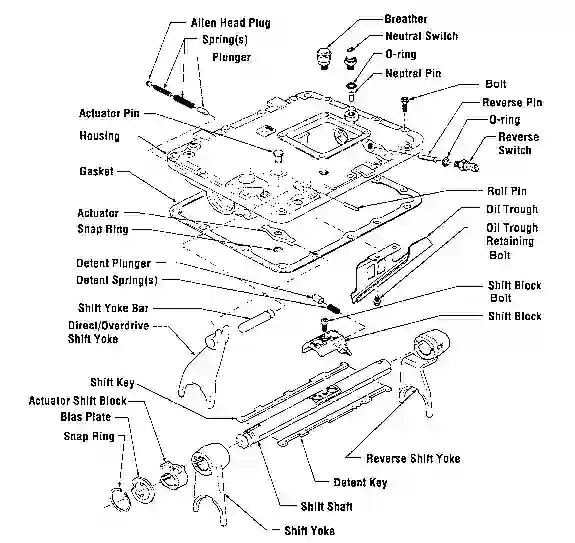 Breather
Allen Head Plug
Neutral Switch
Spring(s)
O-ring
Plunger
Neutral Pin
Bolt
Reverse Pin
Actuator Pin
O-ring
Housing
Reverse
Switch
Gasket
Roll Pin
Actuator
Oil Trough
Snap Ring
Oil Trough
Retaining
Bolt
Detent Plunger
Detent Spring(s)
Shift Block
Bolt
Shift Yoke Bar
Shift Block
Direct/Overdrive
Shift Yoke
Shift Key
Actuator Shift Block
Bias Plate
Snap Ring
Reverse Shift Yoke
Detent Key
Shift Shaft
Shift Yoke